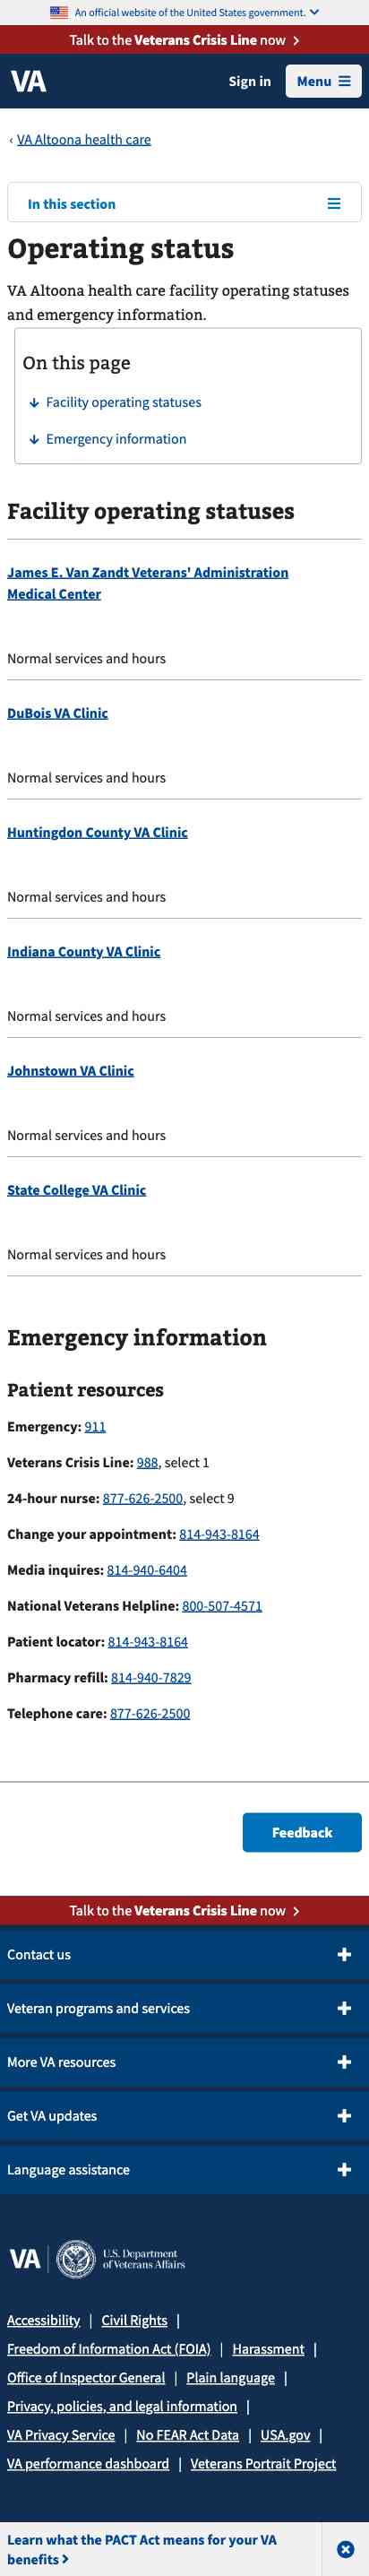 An official website of the United States government.
Talk to the Veterans Crisis Line now
VA
Sign in
Menu
‹ VA Altoona health care
In this section
Operating status
VA Altoona health care facility operating statuses
and emergency information.
On this page
Facility operating statuses
Emergency information
Facility operating statuses
James E. Van Zandt Veterans' Administration
Medical Center
Normal services and hours
DuBois VA Clinic
Normal services and hours
Huntingdon County VA Clinic
Normal services and hours
Indiana County VA Clinic
Normal services and hours
Johnstown VA Clinic
Normal services and hours
State College VA Clinic
Normal services and hours
Emergency information
Patient resources
Emergency: 911
Veterans Crisis Line: 988, select 1
24-hour nurse: 877-626-2500, select 9
Change your appointment: 814-943-8164
Media inquires: 814-940-6404
National Veterans Helpline: 800-507-4571
Patient locator: 814-943-8164
Pharmacy refill: 814-940-7829
Telephone care: 877-626-2500
Feedback
Talk to the Veterans Crisis Line now
Contact us
Veteran programs and services
More VA resources
Get VA updates
Language assistance
VA
U.S. Department
of Veterans Affairs
Accessibility | Civil Rights |
Freedom of Information Act (FOIA) | Harassment |
Office of Inspector General | Plain language |
Privacy, policies, and legal information |
VA Privacy Service | No FEAR Act Data | USA.gov |
VA performance dashboard | Veterans Portrait Project
Learn what the PACT Act means for your VA
benefits